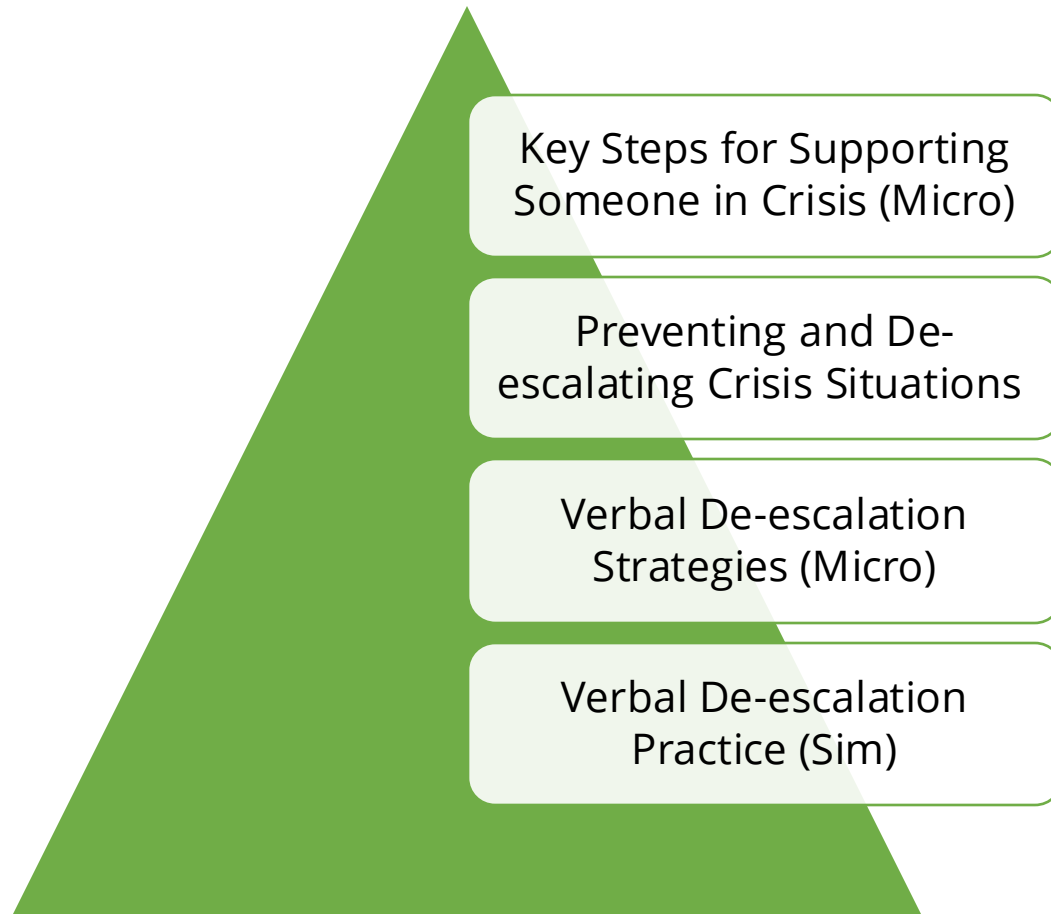 Key Steps for Supporting
Someone in Crisis (Micro)
Preventing and De-
escalating Crisis Situations
Verbal De-escalation
Strategies (Micro)
Verbal De-escalation
Practice (Sim)